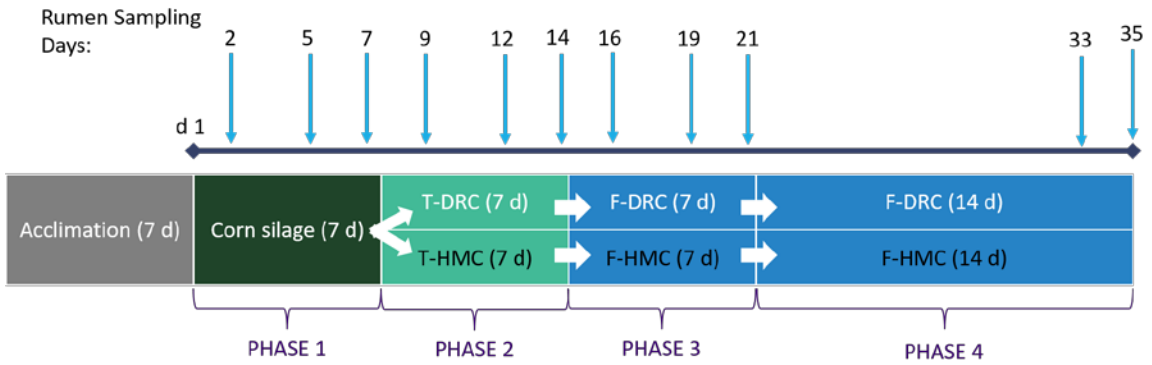 Rumen Sampling
Days:
2 5 7 9 12 14 16 19 21 33 35
d 1
Acclimation (7 d)
Corn silage (7 d)
T-DRC (7 d)
F-DRC (7 d)
F-DRC (14 d)
T-HMC (7 d)
F-HMC (7 d)
F-HMC (14 d)
PHASE 1
PHASE 2
PHASE 3
PHASE 4